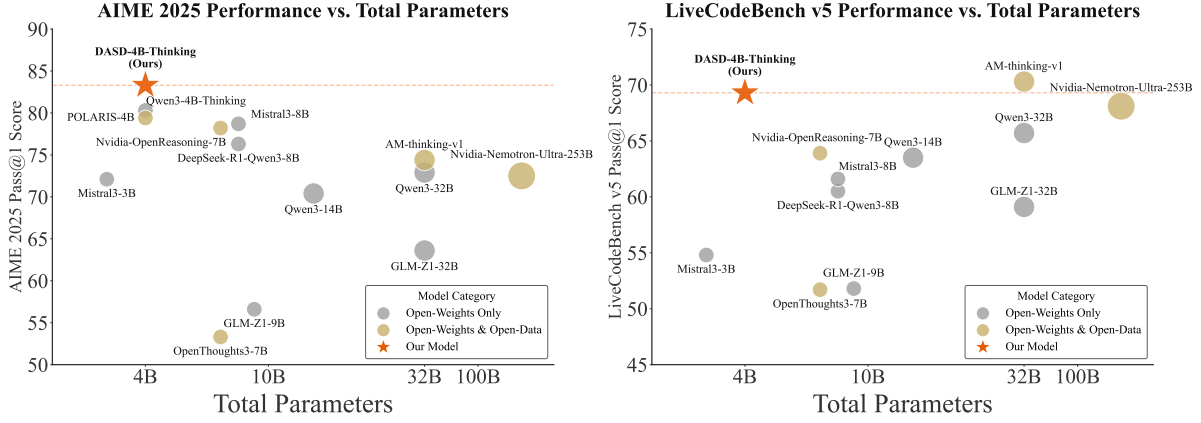 AIME 2025 Performance vs. Total Parameters
AIME 2025 Pass@1 Score
90
85
80
75
70
65
60
55
50
DASD-4B-Thinking
(Ours)
Qwen3-4B-Thinking
POLARIS-4B
Mistral3-8B
Nvidia-OpenReasoning-7B
DeepSeek-R1-Qwen3-8B
AM-thinking-v1
Nvidia-Nemotron-Ultra-253B
Mistral3-3B
Qwen3-32B
Qwen3-14B
GLM-Z1-32B
GLM-Z1-9B
OpenThoughts3-7B
Model Category
Open-Weights Only
Open-Weights & Open-Data
Our Model
4B
10B
32B
100B
Total Parameters
LiveCodeBench v5 Performance vs. Total Parameters
LiveCodeBench v5 Pass@1 Score
75
70
65
60
55
50
45
DASD-4B-Thinking
(Ours)
AM-thinking-v1
Nvidia-Nemotron-Ultra-253B
Qwen3-32B
Nvidia-OpenReasoning-7B
Qwen3-14B
Mistral3-8B
DeepSeek-R1-Qwen3-8B
GLM-Z1-32B
Mistral3-3B
GLM-Z1-9B
OpenThoughts3-7B
Model Category
Open-Weights Only
Open-Weights & Open-Data
Our Model
4B
10B
32B
100B
Total Parameters